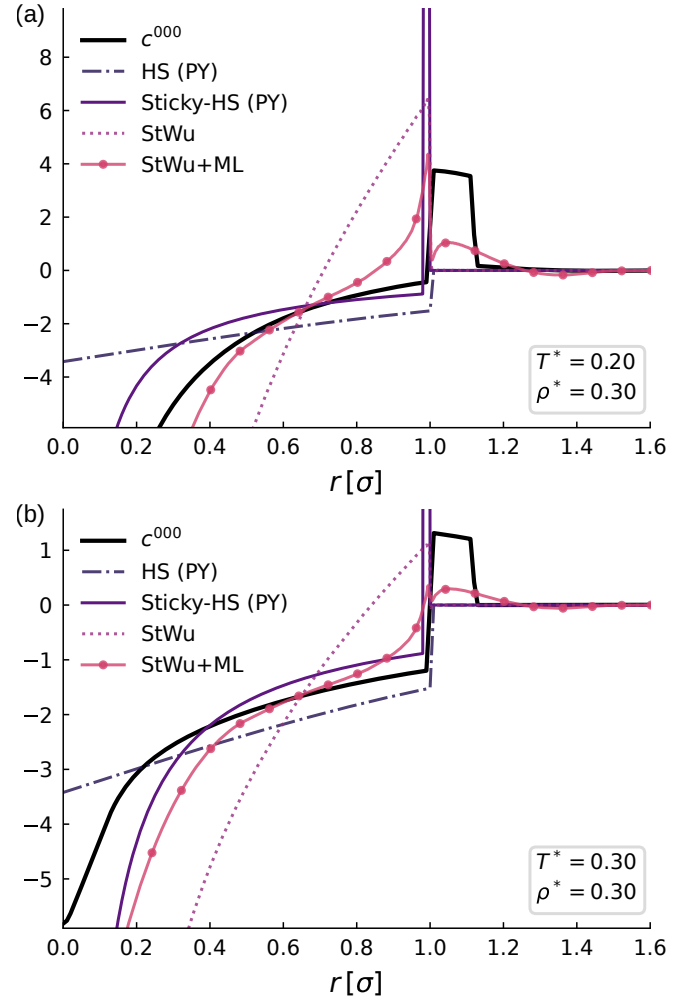 (a)
8
6
4
2
0
−2
−4
c⁰⁰⁰
HS (PY)
Sticky-HS (PY)
StWu
StWu+ML
T* = 0.20
ρ* = 0.30
0.0 0.2 0.4 0.6 0.8 1.0 1.2 1.4 1.6
r [σ]
(b)
1
0
−1
−2
−3
−4
−5
c⁰⁰⁰
HS (PY)
Sticky-HS (PY)
StWu
StWu+ML
T* = 0.30
ρ* = 0.30
0.0 0.2 0.4 0.6 0.8 1.0 1.2 1.4 1.6
r [σ]